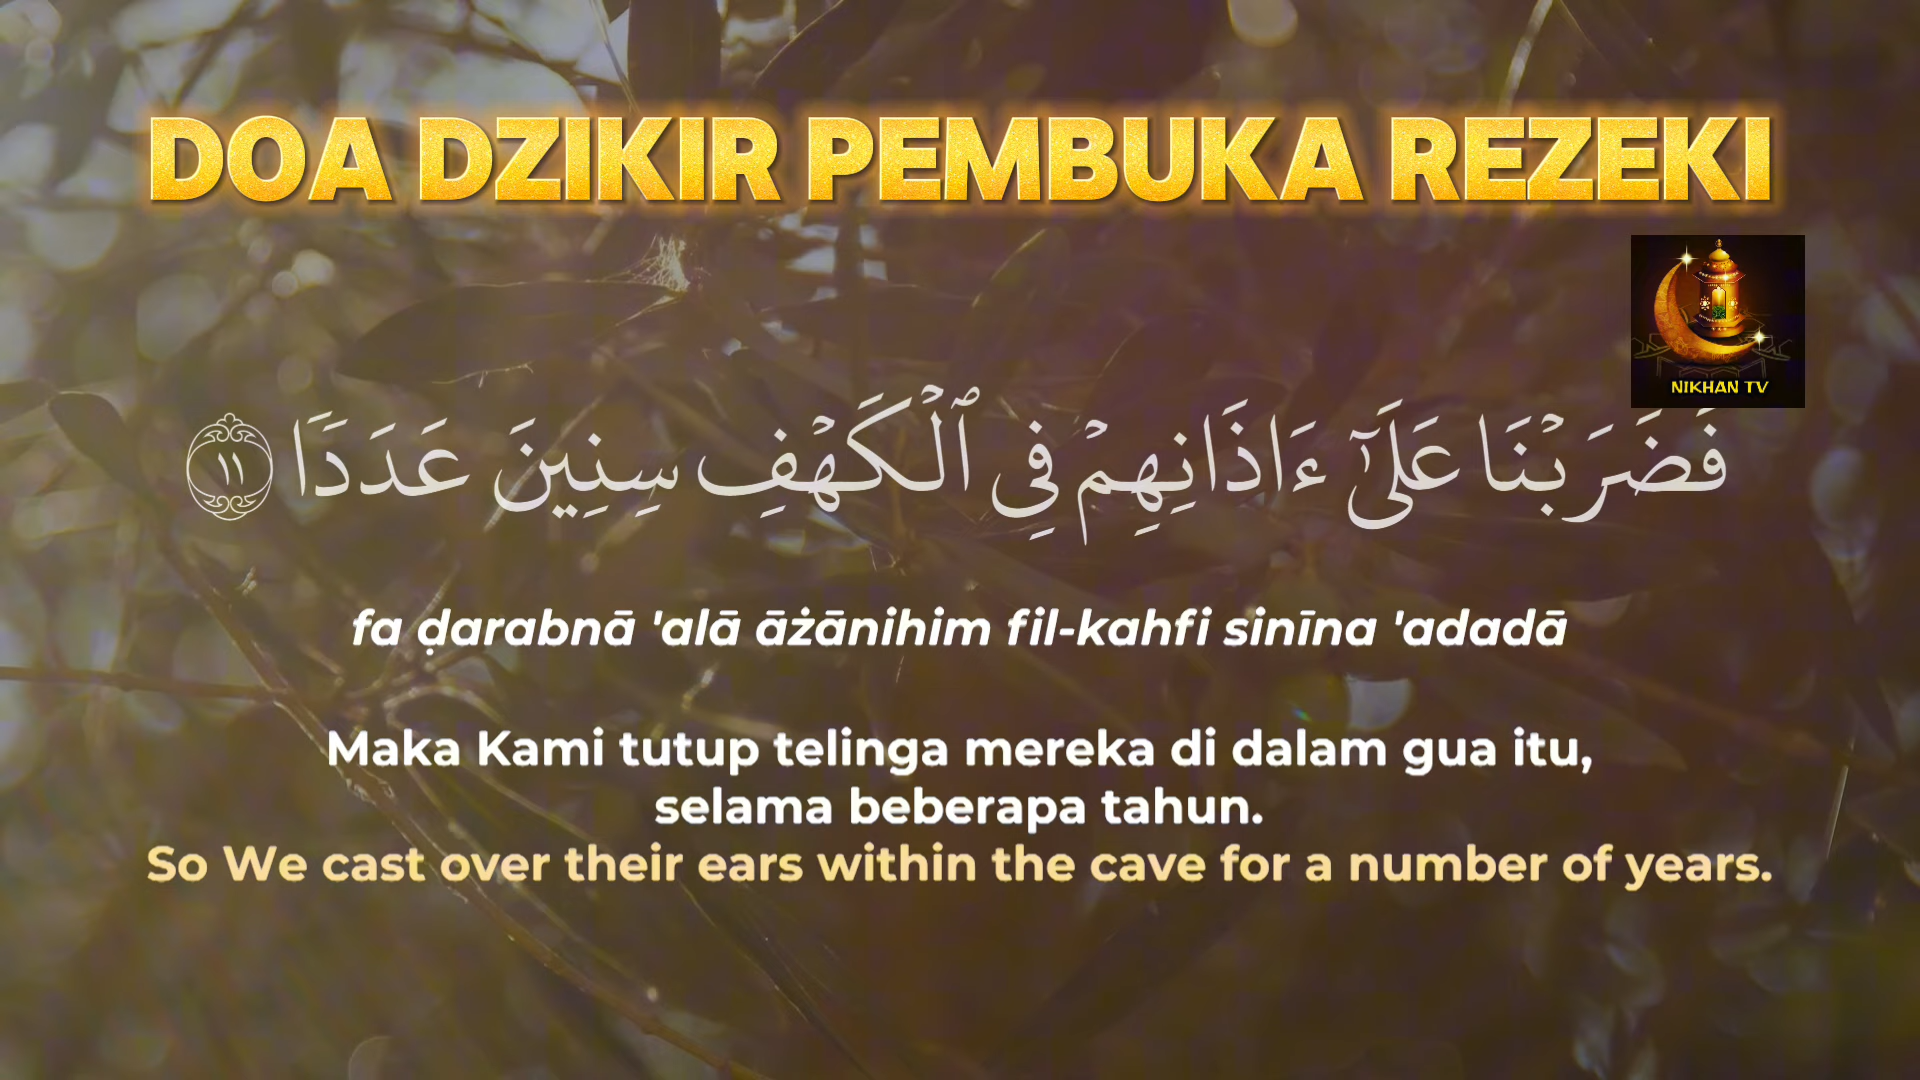 DOA DZIKIR PEMBUKA REZEKI
NIKHAN TV
فَضَرَبْنَا عَلَىٰٓ ءَاذَانِهِمْ فِى ٱلْكَهْفِ سِنِينَ عَدَدًا ١١
fa ḍarabnā 'alā āżānihim fil-kahfi sinīna 'adadā
Maka Kami tutup telinga mereka di dalam gua itu,
selama beberapa tahun.
So We cast over their ears within the cave for a number of years.